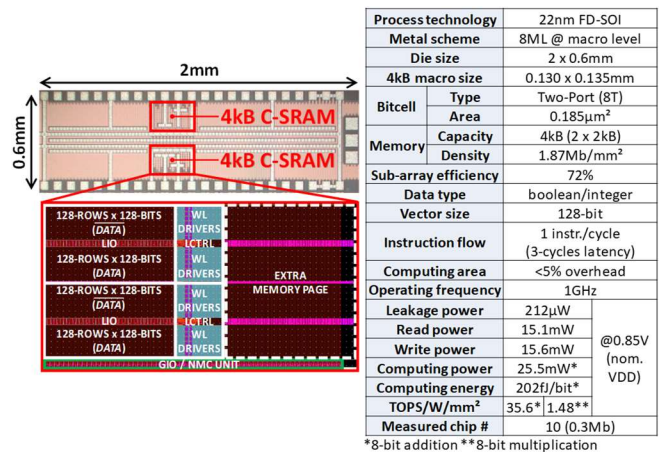 2mm
0.6mm
4kB C-SRAM
4kB C-SRAM
128-ROWS x 128-BITS
(DATA)
WL
DRIVERS
LIO
LCTRL
128-ROWS x 128-BITS
(DATA)
WL
DRIVERS
EXTRA
MEMORY PAGE
128-ROWS x 128-BITS
(DATA)
WL
DRIVERS
LIO
LCTRL
128-ROWS x 128-BITS
(DATA)
WL
DRIVERS
GIO / NMC UNIT
Process technology 22nm FD-SOI
Metal scheme 8ML @ macro level
Die size 2 x 0.6mm
4kB macro size 0.130 x 0.135mm
Bitcell Type Two-Port (8T)
Area 0.185µm²
Memory Capacity 4kB (2 x 2kB)
Density 1.87Mb/mm²
Sub-array efficiency 72%
Data type boolean/integer
Vector size 128-bit
Instruction flow 1 instr./cycle
(3-cycles latency)
Computing area <5% overhead
Operating frequency 1GHz
Leakage power 212µW
Read power 15.1mW
Write power 15.6mW
Computing power 25.5mW*
Computing energy 202fJ/bit*
TOPS/W/mm² 35.6* 1.48**
@0.85V
(nom.
VDD)
Measured chip # 10 (0.3Mb)
*8-bit addition **8-bit multiplication